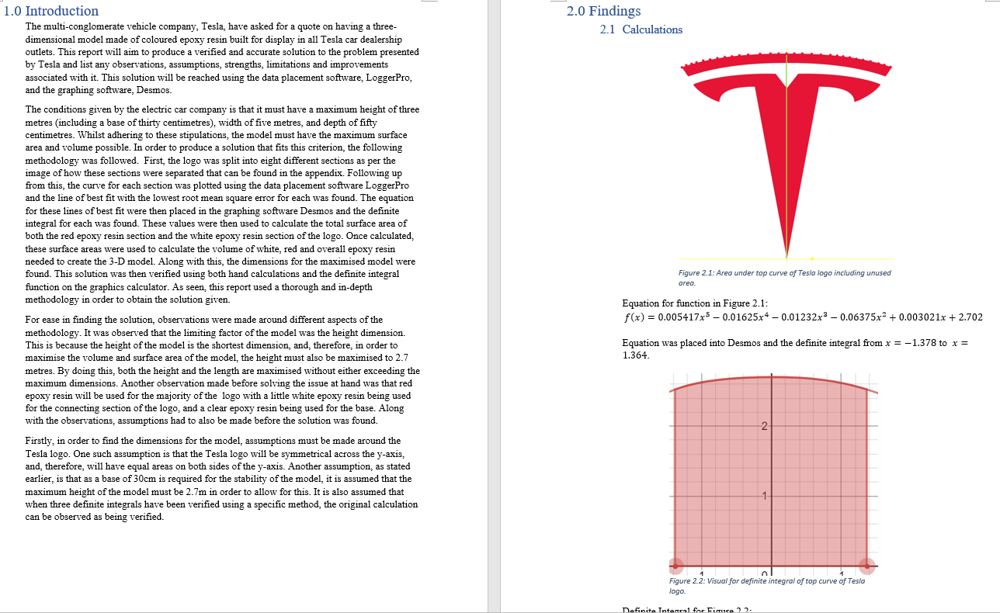 1.0 Introduction
The multi-conglomerate vehicle company, Tesla, have asked for a quote on having a three-
dimensional model made of coloured epoxy resin built for display in all Tesla car dealership
outlets. This report will aim to produce a verified and accurate solution to the problem presented
by Tesla and list any observations, assumptions, strengths, limitations and improvements
associated with it. This solution will be reached using the data placement software, LoggerPro,
and the graphing software, Desmos.
The conditions given by the electric car company is that it must have a maximum height of three
metres (including a base of thirty centimetres), width of five metres, and depth of fifty
centimetres. Whilst adhering to these stipulations, the model must have the maximum surface
area and volume possible. In order to produce a solution that fits this criterion, the following
methodology was followed. First, the logo was split into eight different sections as per the
image of how these sections were separated that can be found in the appendix. Following up
from this, the curve for each section was plotted using the data placement software LoggerPro
and the line of best fit with the lowest root mean square error for each was found. The equation
for these lines of best fit were then placed in the graphing software Desmos and the definite
integral for each was found. These values were then used to calculate the total surface area of
both the red epoxy resin section and the white epoxy resin section of the logo. Once calculated,
these surface areas were used to calculate the volume of white, red and overall epoxy resin
needed to create the 3-D model. Along with this, the dimensions for the maximised model were
found. This solution was then verified using both hand calculations and the definite integral
function on the graphics calculator. As seen, this report used a thorough and in-depth
methodology in order to obtain the solution given.
For ease in finding the solution, observations were made around different aspects of the
methodology. It was observed that the limiting factor of the model was the height dimension.
This is because the height of the model is the shortest dimension, and, therefore, in order to
maximise the volume and surface area of the model, the height must also be maximised to 2.7
metres. By doing this, both the height and the length are maximised without either exceeding the
maximum dimensions. Another observation made before solving the issue at hand was that red
epoxy resin will be used for the majority of the logo with a little white epoxy resin being used
for the connecting section of the logo, and a clear epoxy resin being used for the base. Along
with the observations, assumptions had to also be made before the solution was found.
Firstly, in order to find the dimensions for the model, assumptions must be made around the
Tesla logo. One such assumption is that the Tesla logo will be symmetrical across the y-axis,
and, therefore, will have equal areas on both sides of the y-axis. Another assumption, as stated
earlier, is that as a base of 30cm is required for the stability of the model, it is assumed that the
maximum height of the model must be 2.7m in order to allow for this. It is also assumed that
when three definite integrals have been verified using a specific method, the original calculation
can be observed as being verified.
2.0 Findings
2.1 Calculations
Figure 2.1: Area under top curve of Tesla logo including unused
area.
Equation for function in Figure 2.1:
f(x) = 0.005417x⁵ − 0.01625x⁴ − 0.01232x³ − 0.06375x² + 0.003021x + 2.702
Equation was placed into Desmos and the definite integral from x = −1.378 to x =
1.364.
2
1
1 0 1
Figure 2.2: Visual for definite integral of top curve of Tesla
logo.
Definite Integral for Figure 2.2: